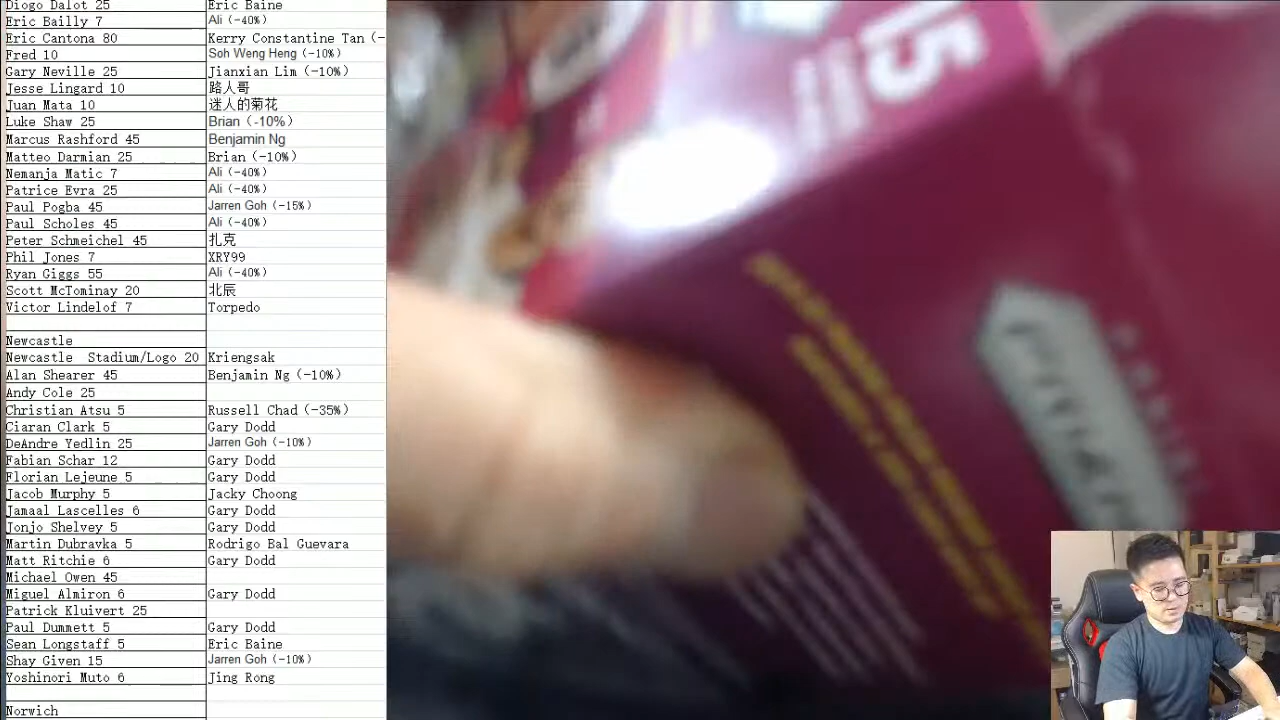 Diogo Dalot 25 Eric Baine
Eric Bailly 7 Ali (-40%)
Eric Cantona 80 Kerry Constantine Tan (-
Fred 10 Soh Weng Heng (-10%)
Gary Neville 25 Jianxian Lim (-10%)
Jesse Lingard 10 路人哥
Juan Mata 10 迷人的菊花
Luke Shaw 25 Brian (-10%)
Marcus Rashford 45 Benjamin Ng
Matteo Darmian 25 Brian (-10%)
Nemanja Matic 7 Ali (-40%)
Patrice Evra 25 Ali (-40%)
Paul Pogba 45 Jarren Goh (-15%)
Paul Scholes 45 Ali (-40%)
Peter Schmeichel 45 扎克
Phil Jones 7 XRY99
Ryan Giggs 55 Ali (-40%)
Scott McTominay 20 北辰
Victor Lindelof 7 Torpedo
Newcastle
Newcastle Stadium/Logo 20 Kriengsak
Alan Shearer 45 Benjamin Ng (-10%)
Andy Cole 25
Christian Atsu 5 Russell Chad (-35%)
Ciaran Clark 5 Gary Dodd
DeAndre Yedlin 25 Jarren Goh (-10%)
Fabian Schar 12 Gary Dodd
Florian Lejeune 5 Gary Dodd
Jacob Murphy 5 Jacky Choong
Jamaal Lascelles 6 Gary Dodd
Jonjo Shelvey 5 Gary Dodd
Martin Dubravka 5 Rodrigo Bal Guevara
Matt Ritchie 6 Gary Dodd
Michael Owen 45
Miguel Almiron 6 Gary Dodd
Patrick Kluivert 25
Paul Dummett 5 Gary Dodd
Sean Longstaff 5 Eric Baine
Shay Given 15 Jarren Goh (-10%)
Yoshinori Muto 6 Jing Rong
Norwich